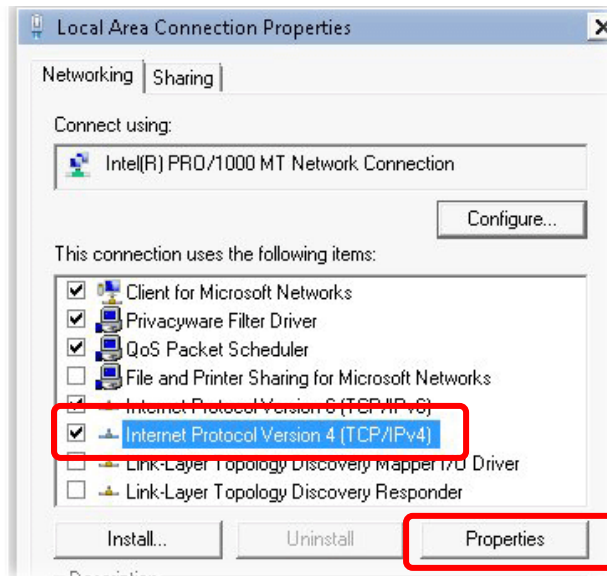 Local Area Connection Properties
Networking
Sharing
Connect using:
Intel(R) PRO/1000 MT Network Connection
Configure...
This connection uses the following items:
Client for Microsoft Networks
Privacyware Filter Driver
QoS Packet Scheduler
File and Printer Sharing for Microsoft Networks
Internet Protocol Version 6 (TCP/IPv6)
Internet Protocol Version 4 (TCP/IPv4)
Link-Layer Topology Discovery Mapper I/O Driver
Link-Layer Topology Discovery Responder
Install...
Uninstall
Properties
Description